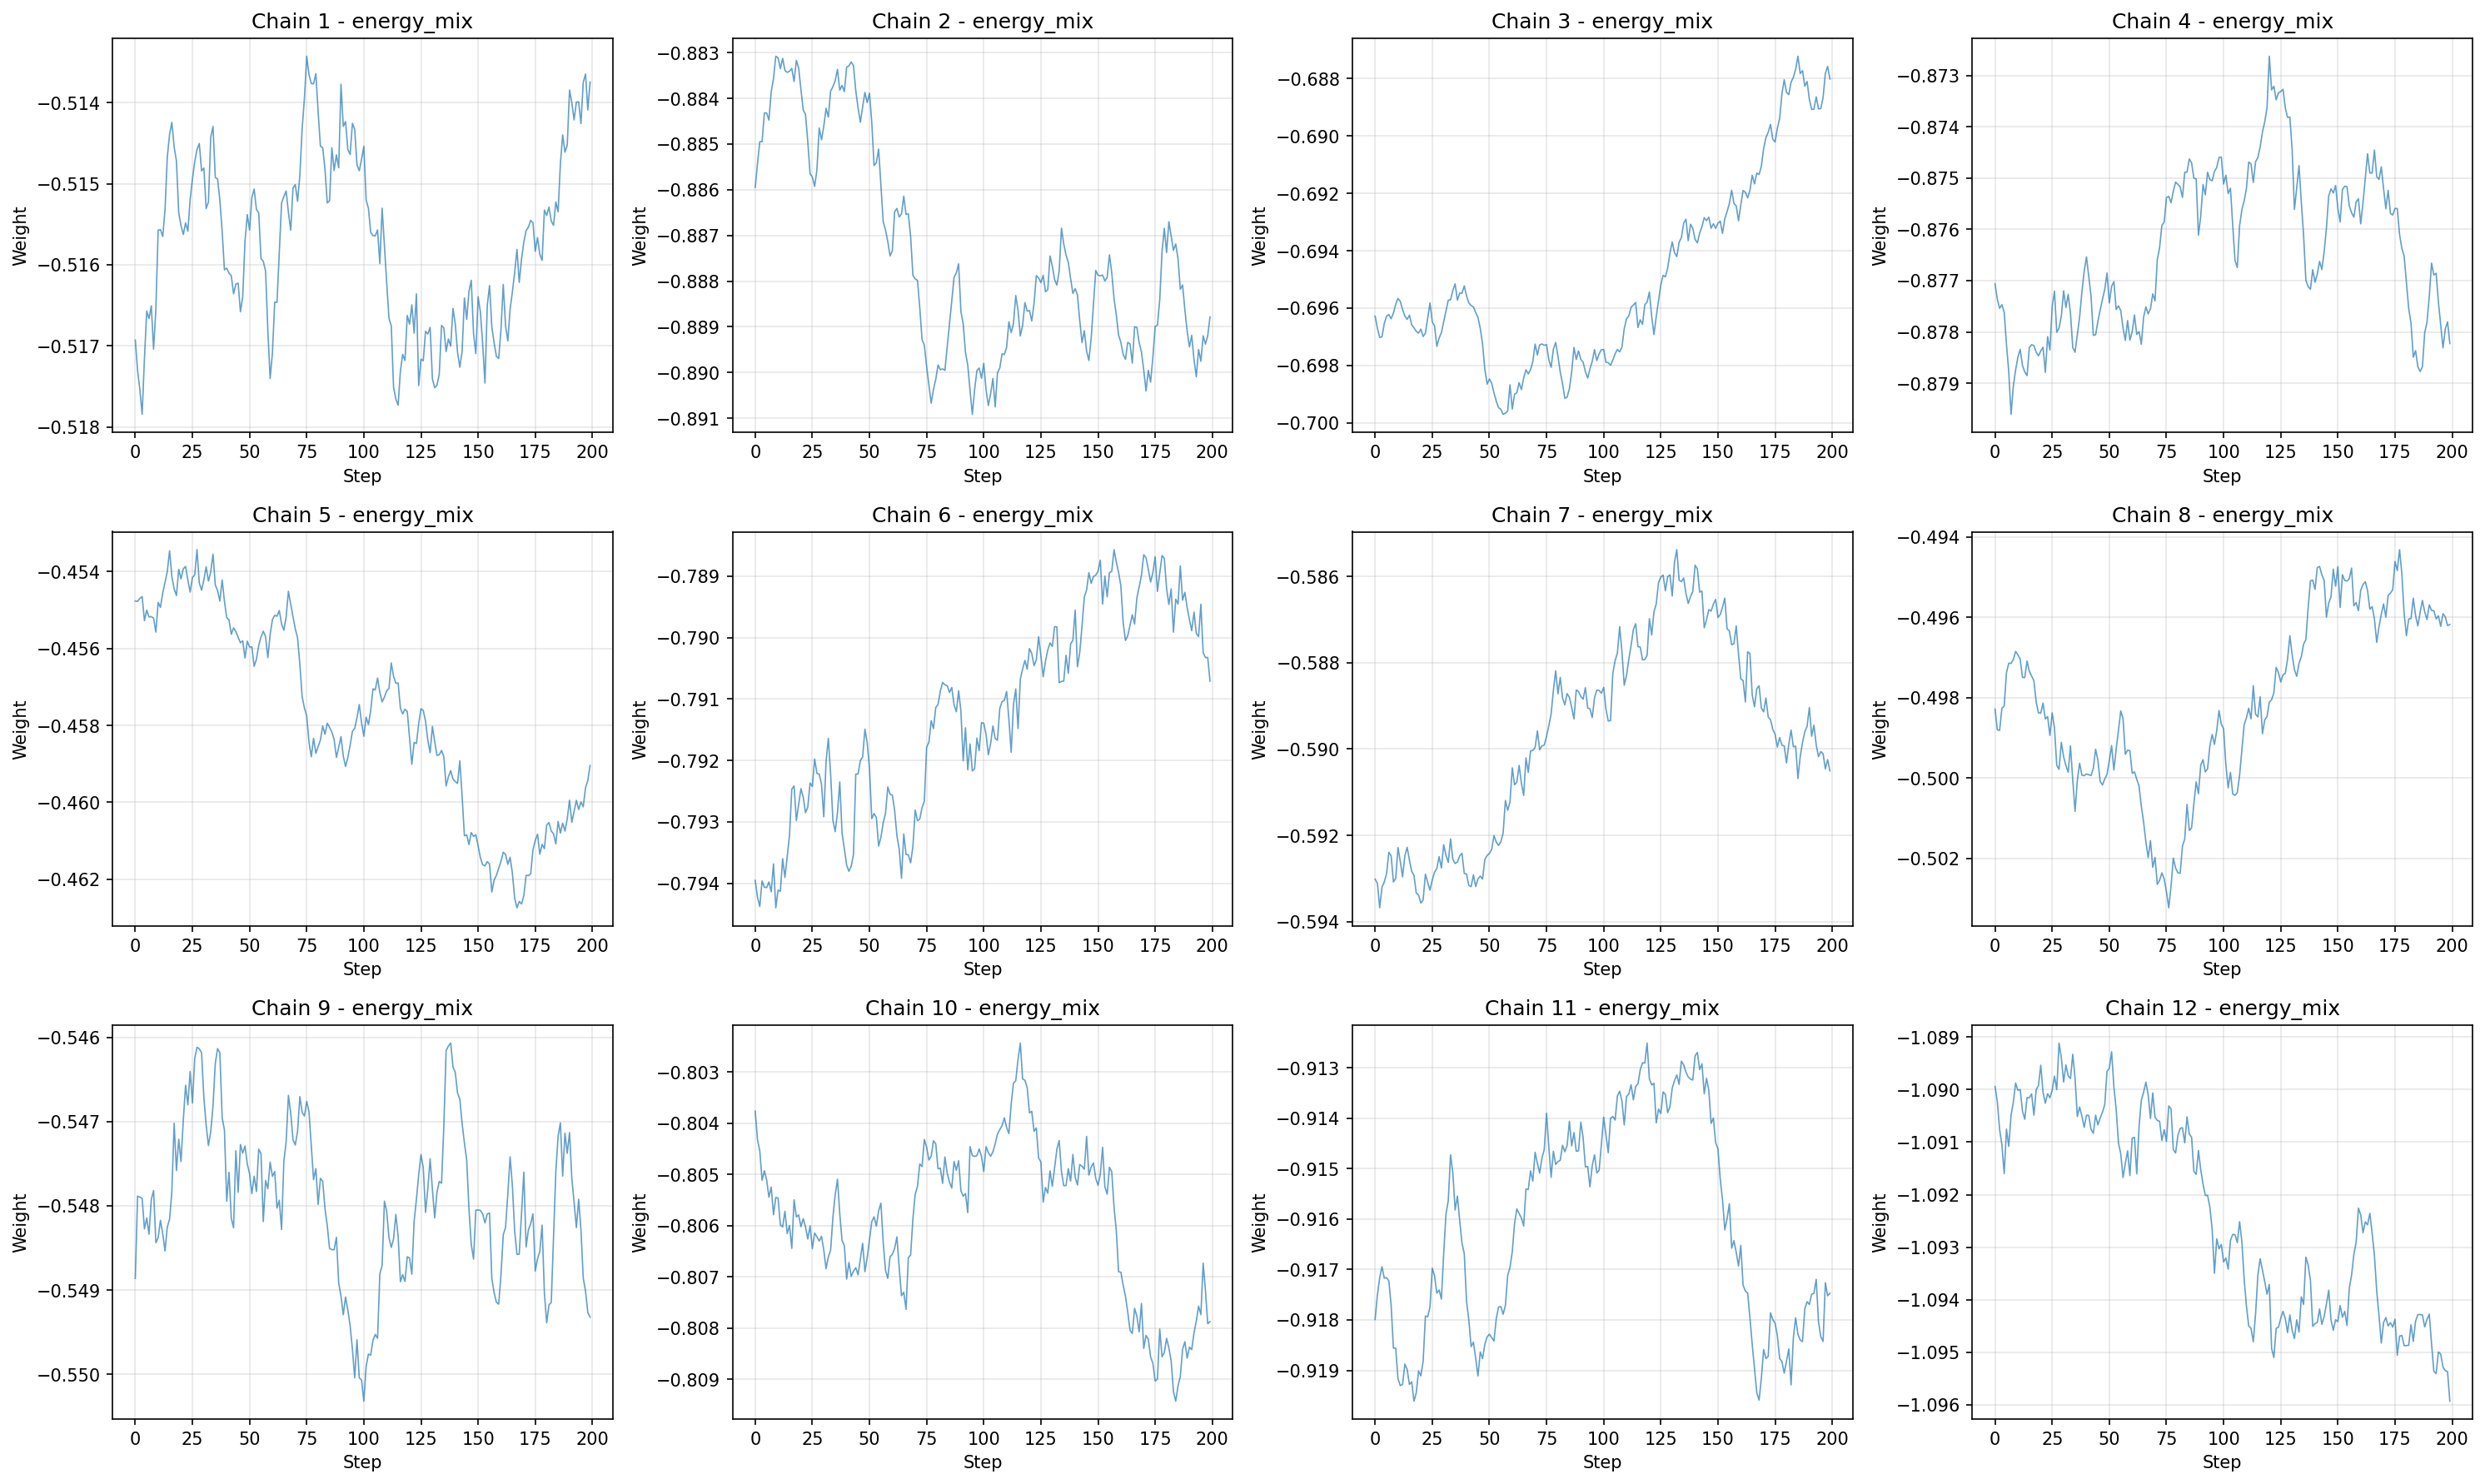 Chain 1 - energy_mix
Weight
−0.514
−0.515
−0.516
−0.517
−0.518
0 25 50 75 100 125 150 175 200
Step
Chain 2 - energy_mix
Weight
−0.883
−0.884
−0.885
−0.886
−0.887
−0.888
−0.889
−0.890
−0.891
0 25 50 75 100 125 150 175 200
Step
Chain 3 - energy_mix
Weight
−0.688
−0.690
−0.692
−0.694
−0.696
−0.698
−0.700
0 25 50 75 100 125 150 175 200
Step
Chain 4 - energy_mix
Weight
−0.873
−0.874
−0.875
−0.876
−0.877
−0.878
−0.879
0 25 50 75 100 125 150 175 200
Step
Chain 5 - energy_mix
Weight
−0.454
−0.456
−0.458
−0.460
−0.462
0 25 50 75 100 125 150 175 200
Step
Chain 6 - energy_mix
Weight
−0.789
−0.790
−0.791
−0.792
−0.793
−0.794
0 25 50 75 100 125 150 175 200
Step
Chain 7 - energy_mix
Weight
−0.586
−0.588
−0.590
−0.592
−0.594
0 25 50 75 100 125 150 175 200
Step
Chain 8 - energy_mix
Weight
−0.494
−0.496
−0.498
−0.500
−0.502
0 25 50 75 100 125 150 175 200
Step
Chain 9 - energy_mix
Weight
−0.546
−0.547
−0.548
−0.549
−0.550
0 25 50 75 100 125 150 175 200
Step
Chain 10 - energy_mix
Weight
−0.803
−0.804
−0.805
−0.806
−0.807
−0.808
−0.809
0 25 50 75 100 125 150 175 200
Step
Chain 11 - energy_mix
Weight
−0.913
−0.914
−0.915
−0.916
−0.917
−0.918
−0.919
0 25 50 75 100 125 150 175 200
Step
Chain 12 - energy_mix
Weight
−1.089
−1.090
−1.091
−1.092
−1.093
−1.094
−1.095
−1.096
0 25 50 75 100 125 150 175 200
Step